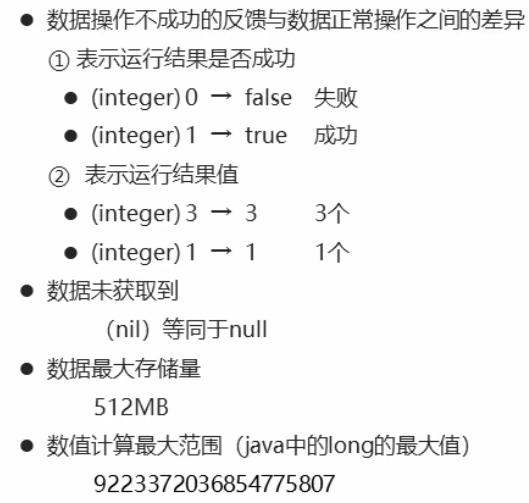 ● 数据操作不成功的反馈与数据正常操作之间的差异
① 表示运行结果是否成功
● (integer) 0 → false 失败
● (integer) 1 → true 成功
② 表示运行结果值
● (integer) 3 → 3 3个
● (integer) 1 → 1 1个
● 数据未获取到
（nil）等同于null
● 数据最大存储量
512MB
● 数值计算最大范围（java中的long的最大值）
9223372036854775807